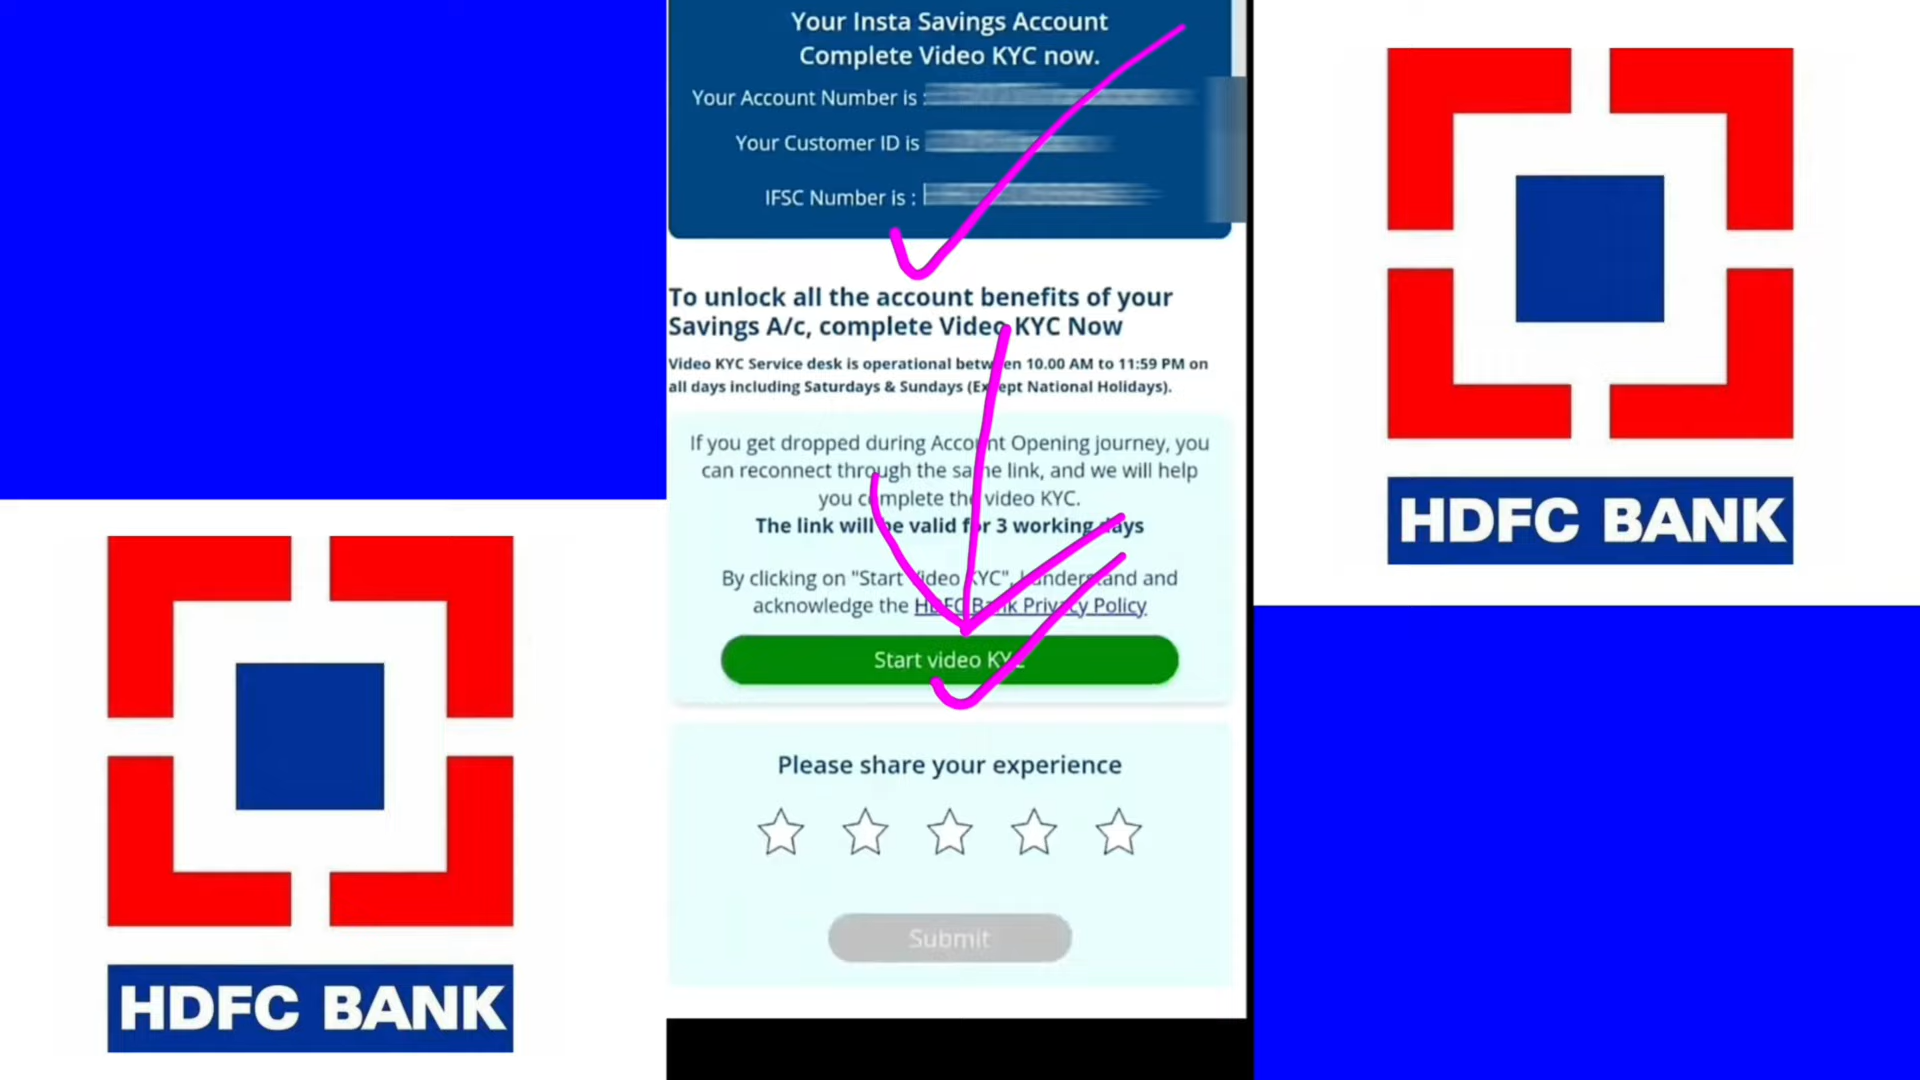 Your Insta Savings Account
Complete Video KYC now.
Your Account Number is :
Your Customer ID is
IFSC Number is :
To unlock all the account benefits of your
Savings A/c, complete Video KYC Now
Video KYC Service desk is operational between 10.00 AM to 11:59 PM on
all days including Saturdays & Sundays (Except National Holidays).
If you get dropped during Account Opening journey, you
can reconnect through the same link, and we will help
you complete the video KYC.
The link will be valid for 3 working days
By clicking on "Start Video KYC", I understand and
acknowledge the HDFC Bank Privacy Policy
Start video KYC
Please share your experience
Submit
HDFC BANK
HDFC BANK